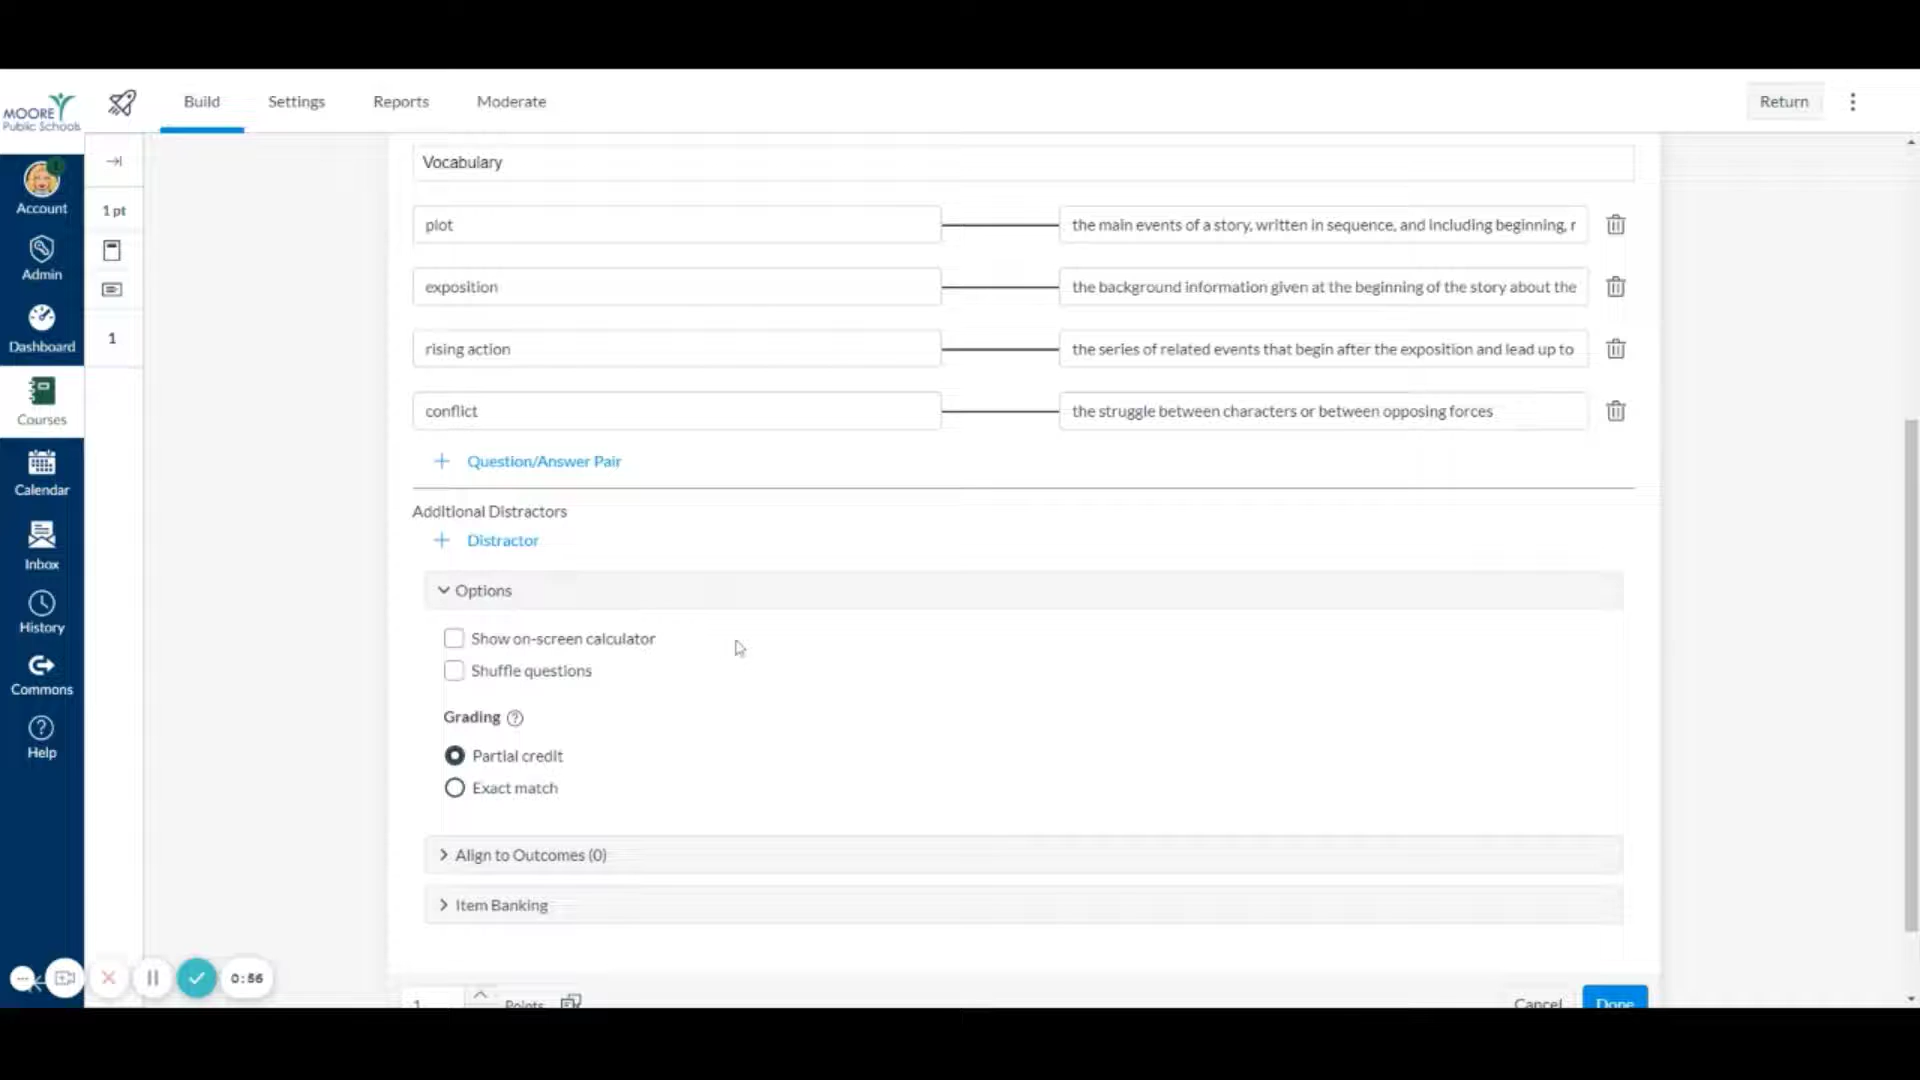 MOORE
Public Schools
Build
Settings
Reports
Moderate
Return
Account
Admin
Dashboard
Courses
Calendar
Inbox
History
Commons
Help
1 pt
1
Vocabulary
plot
the main events of a story, written in sequence, and including beginning, r
exposition
the background information given at the beginning of the story about the
rising action
the series of related events that begin after the exposition and lead up to
conflict
the struggle between characters or between opposing forces
+ Question/Answer Pair
Additional Distractors
+ Distractor
Options
Show on-screen calculator
Shuffle questions
Grading ?
Partial credit
Exact match
Align to Outcomes (0)
Item Banking
0:56
1
Points
Cancel
Done